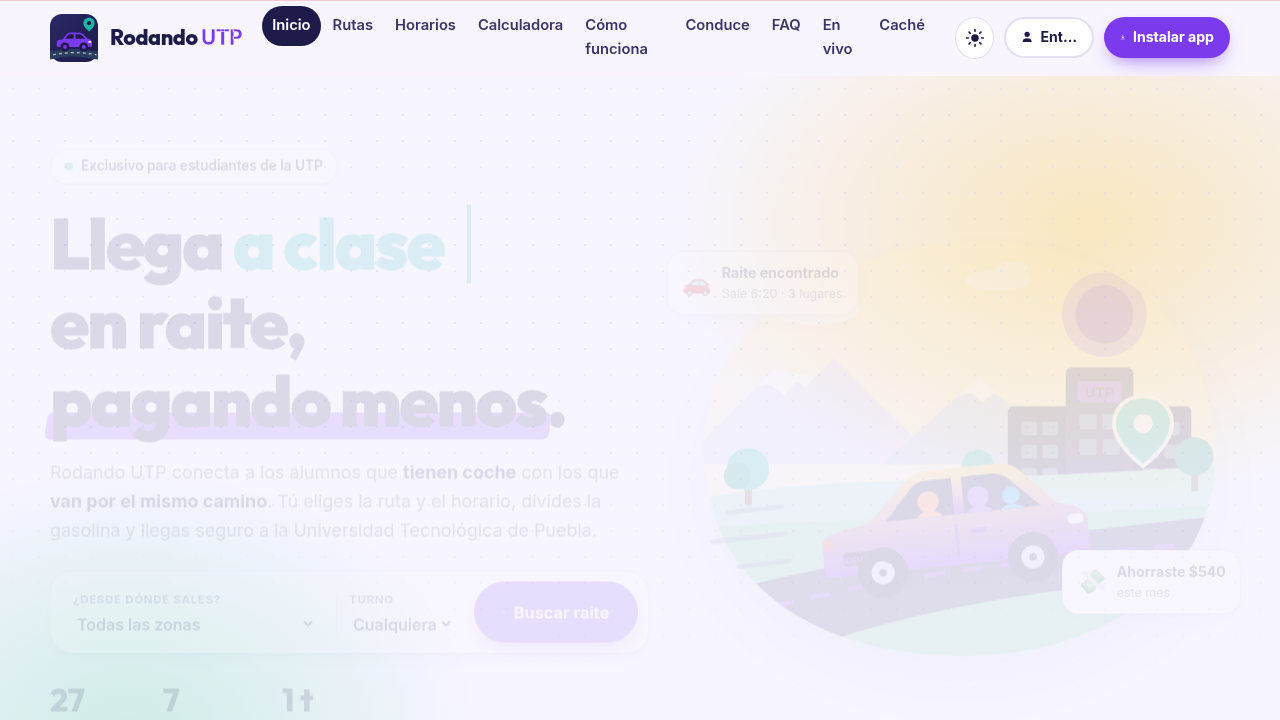 Rodando UTP
Inicio
Rutas
Horarios
Calculadora
Cómo funciona
Conduce
FAQ
En vivo
Caché
Ent...
Instalar app
Exclusivo para estudiantes de la UTP
Llega a clase
en raite,
pagando menos.
Rodando UTP conecta a los alumnos que tienen coche con los que
van por el mismo camino. Tú eliges la ruta y el horario, divides la
gasolina y llegas seguro a la Universidad Tecnológica de Puebla.
¿DESDE DÓNDE SALES?
Todas las zonas
TURNO
Cualquiera
Buscar raite
27
7
1 t
Raite encontrado
Sale 6:20 · 3 lugares
UTP
Ahorraste $540
este mes